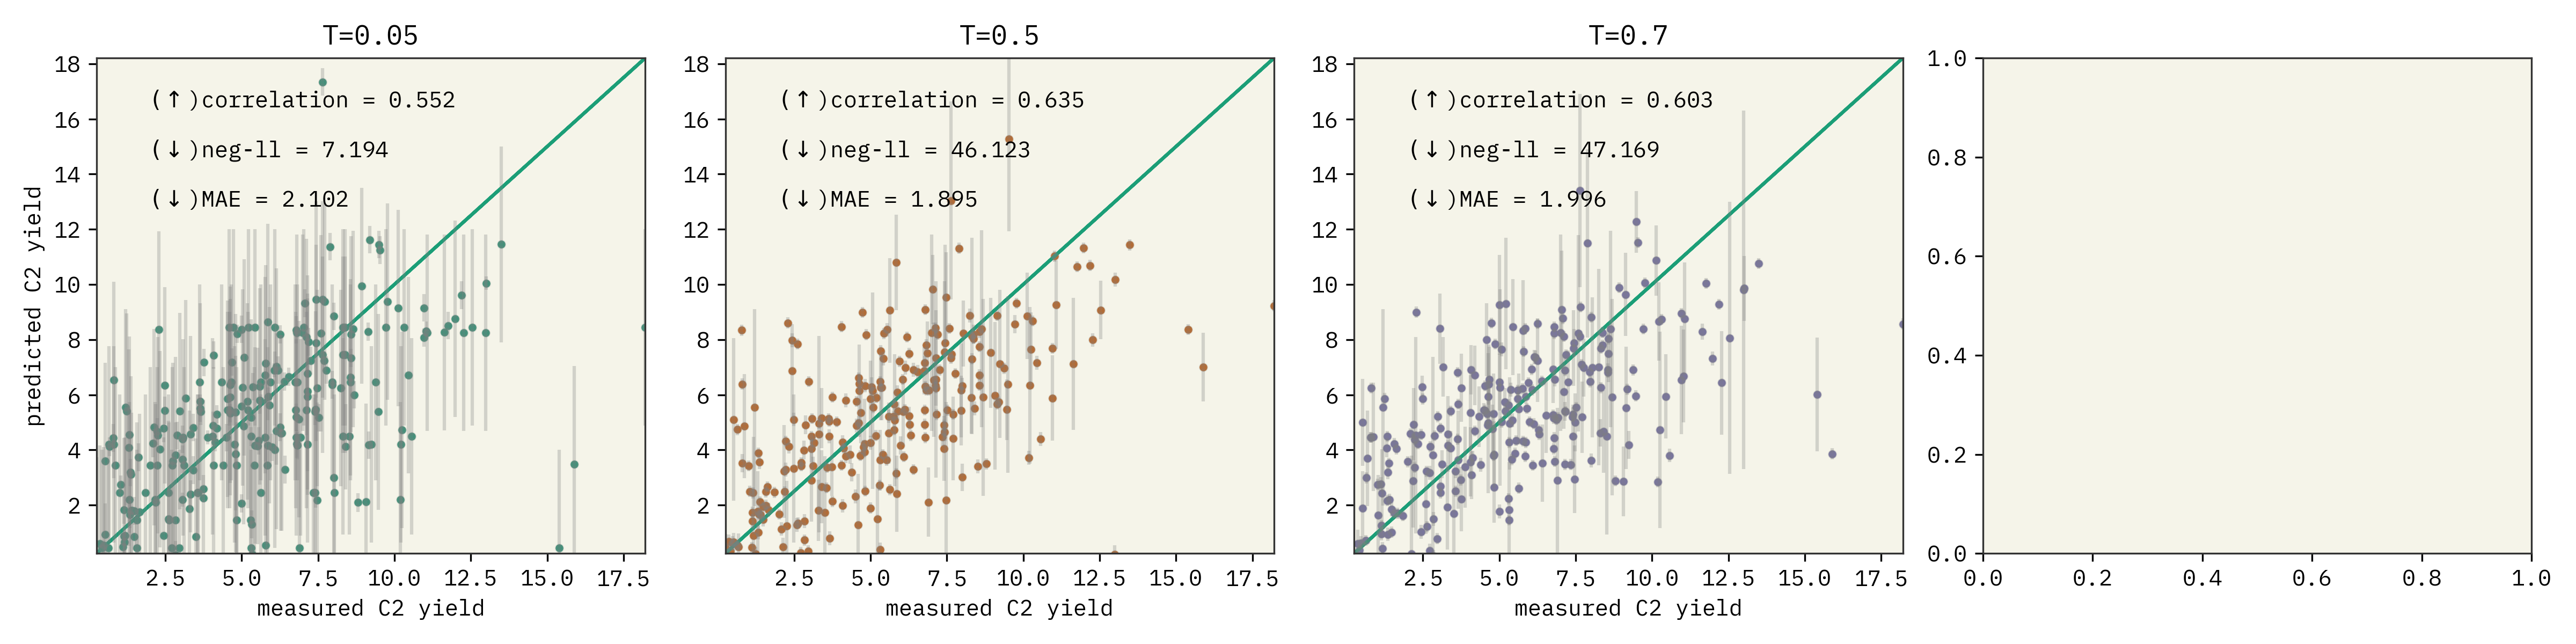 T=0.05
(↑)correlation = 0.552
(↓)neg-ll = 7.194
(↓)MAE = 2.102
predicted C2 yield
18
16
14
12
10
8
6
4
2
2.5 5.0 7.5 10.0 12.5 15.0 17.5
measured C2 yield
T=0.5
(↑)correlation = 0.635
(↓)neg-ll = 46.123
(↓)MAE = 1.895
18
16
14
12
10
8
6
4
2
2.5 5.0 7.5 10.0 12.5 15.0 17.5
measured C2 yield
T=0.7
(↑)correlation = 0.603
(↓)neg-ll = 47.169
(↓)MAE = 1.996
18
16
14
12
10
8
6
4
2
2.5 5.0 7.5 10.0 12.5 15.0 17.5
measured C2 yield
1.0
0.8
0.6
0.4
0.2
0.0
0.0 0.2 0.4 0.6 0.8 1.0